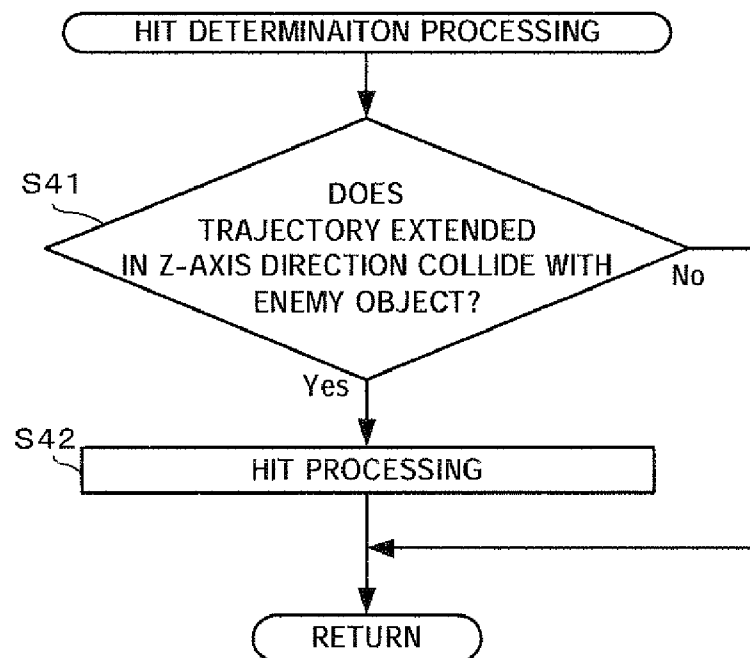 HIT DETERMINAITON PROCESSING
S41
DOES
TRAJECTORY EXTENDED
IN Z-AXIS DIRECTION COLLIDE WITH
ENEMY OBJECT?
No
Yes
S42
HIT PROCESSING
RETURN